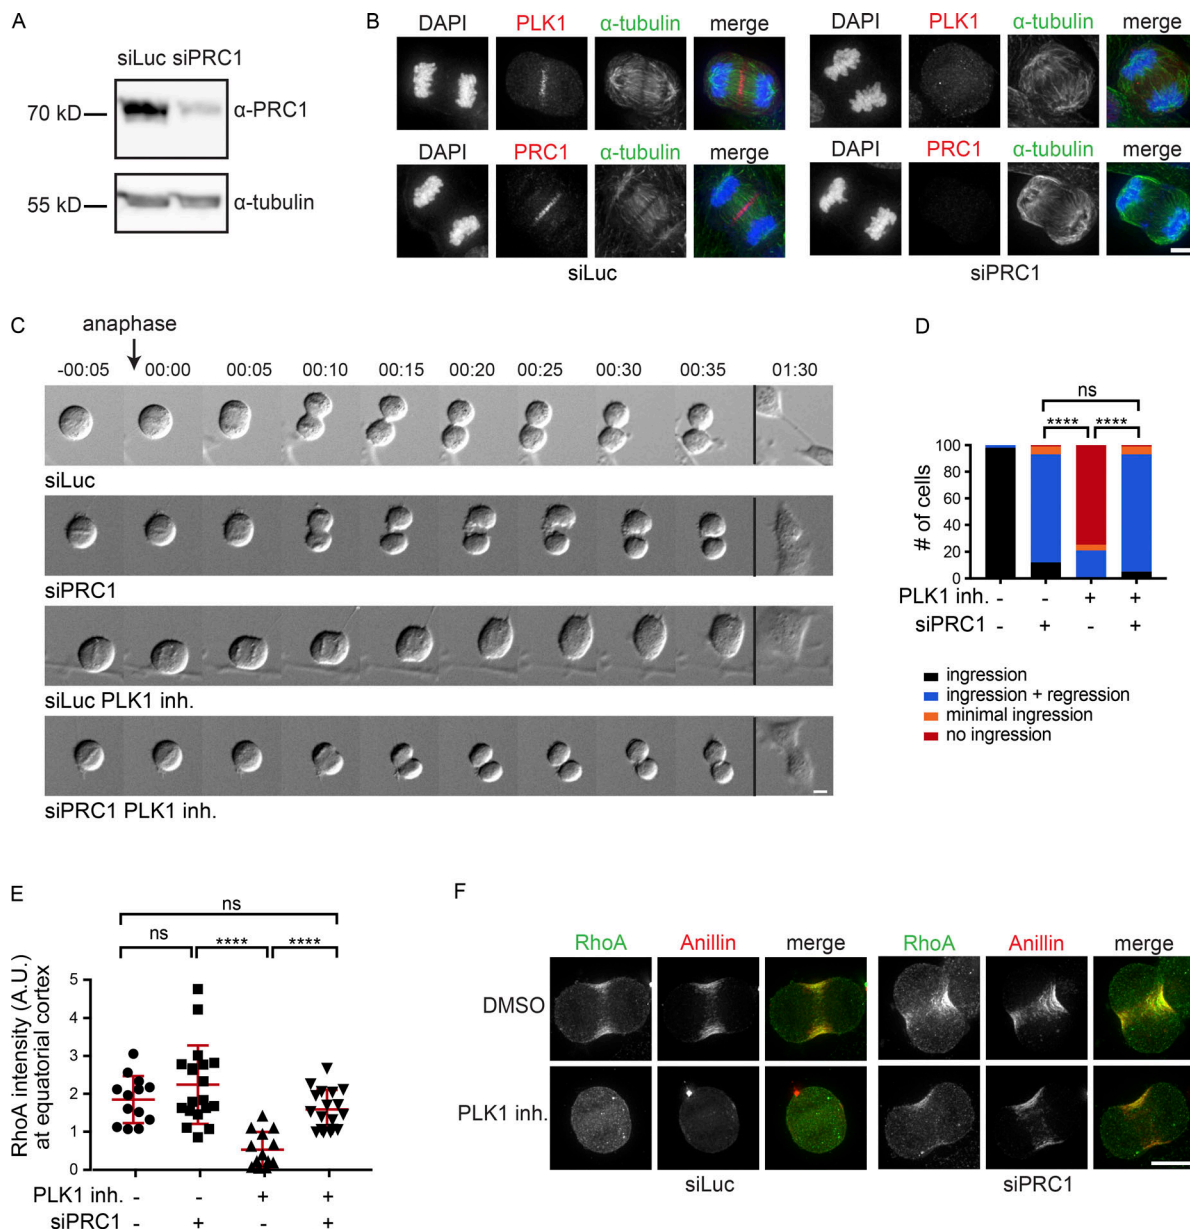 A
siLuc siPRC1
70 kD
α-PRC1
55 kD
α-tubulin
B
DAPI PLK1 α-tubulin merge DAPI PLK1 α-tubulin merge
DAPI PRC1 α-tubulin merge DAPI PRC1 α-tubulin merge
siLuc siPRC1
C
anaphase
-00:05 00:00 00:05 00:10 00:15 00:20 00:25 00:30 00:35 01:30
siLuc
siPRC1
siLuc PLK1 inh.
siPRC1 PLK1 inh.
D
ns
**** ****
100
80
60
40
20
0
# of cells
PLK1 inh. - - + +
siPRC1 - + - +
ingression
ingression + regression
minimal ingression
no ingression
E
ns
ns **** ****
5
4
3
2
1
0
RhoA intensity (A.U.)
at equatorial cortex
PLK1 inh. - - + +
siPRC1 - + - +
F
RhoA Anillin merge RhoA Anillin merge
DMSO
PLK1 inh.
siLuc siPRC1